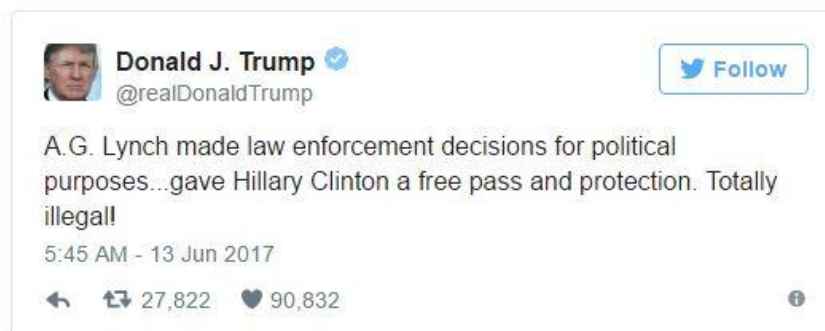 Donald J. Trump
Follow
@realDonaldTrump
A.G. Lynch made law enforcement decisions for political
purposes...gave Hillary Clinton a free pass and protection. Totally
illegal!
5:45 AM - 13 Jun 2017
27,822 90,832